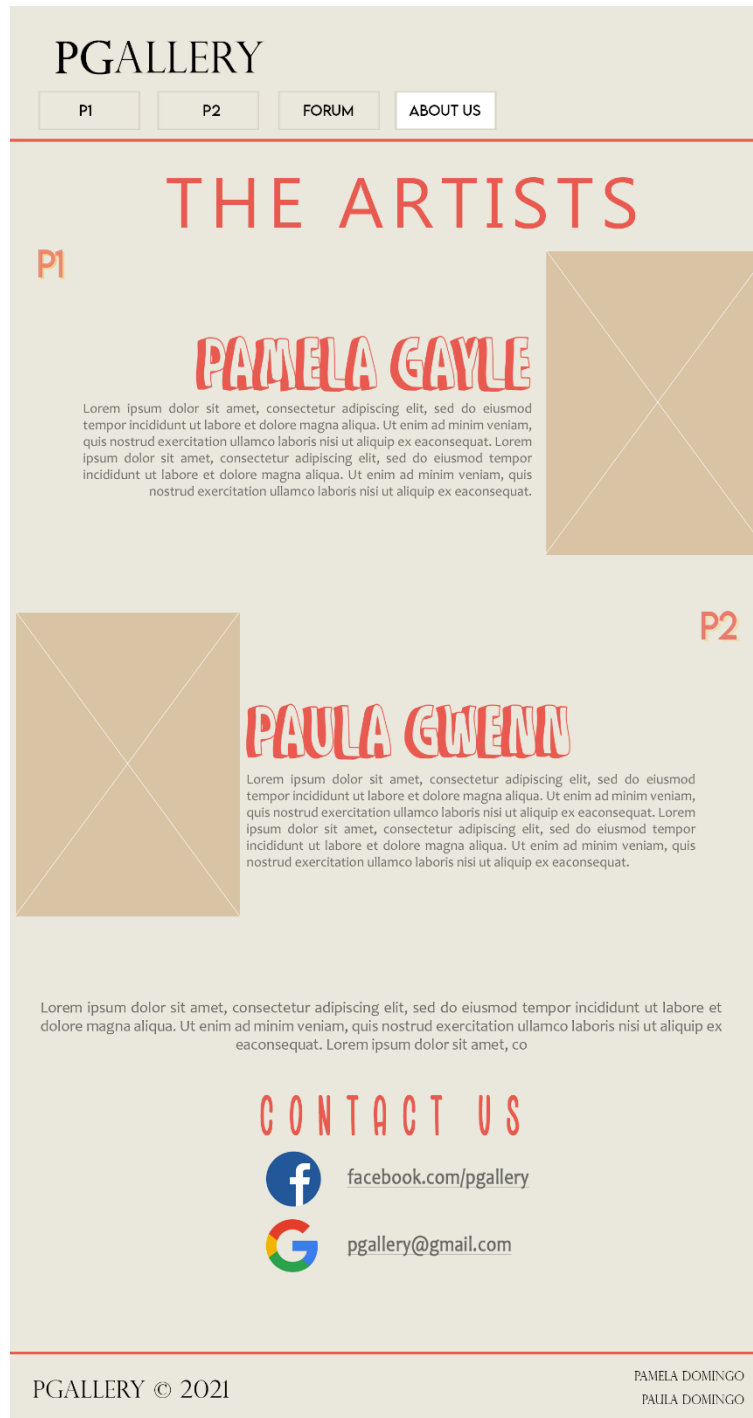 PGALLERY
P1
P2
FORUM
ABOUT US
THE ARTISTS
P1
PAMELA GAYLE
Lorem ipsum dolor sit amet, consectetur adipiscing elit, sed do eiusmod
tempor incididunt ut labore et dolore magna aliqua. Ut enim ad minim veniam,
quis nostrud exercitation ullamco laboris nisi ut aliquip ex eaconsequat. Lorem
ipsum dolor sit amet, consectetur adipiscing elit, sed do eiusmod tempor
incididunt ut labore et dolore magna aliqua. Ut enim ad minim veniam, quis
nostrud exercitation ullamco laboris nisi ut aliquip ex eaconsequat.
P2
PAULA GWENN
Lorem ipsum dolor sit amet, consectetur adipiscing elit, sed do eiusmod
tempor incididunt ut labore et dolore magna aliqua. Ut enim ad minim veniam,
quis nostrud exercitation ullamco laboris nisi ut aliquip ex eaconsequat. Lorem
ipsum dolor sit amet, consectetur adipiscing elit, sed do eiusmod tempor
incididunt ut labore et dolore magna aliqua. Ut enim ad minim veniam, quis
nostrud exercitation ullamco laboris nisi ut aliquip ex eaconsequat.
Lorem ipsum dolor sit amet, consectetur adipiscing elit, sed do eiusmod tempor incididunt ut labore et
dolore magna aliqua. Ut enim ad minim veniam, quis nostrud exercitation ullamco laboris nisi ut aliquip ex
eaconsequat. Lorem ipsum dolor sit amet, co
CONTACT US
facebook.com/pgallery
pgallery@gmail.com
PGALLERY © 2021
PAMELA DOMINGO
PAULA DOMINGO